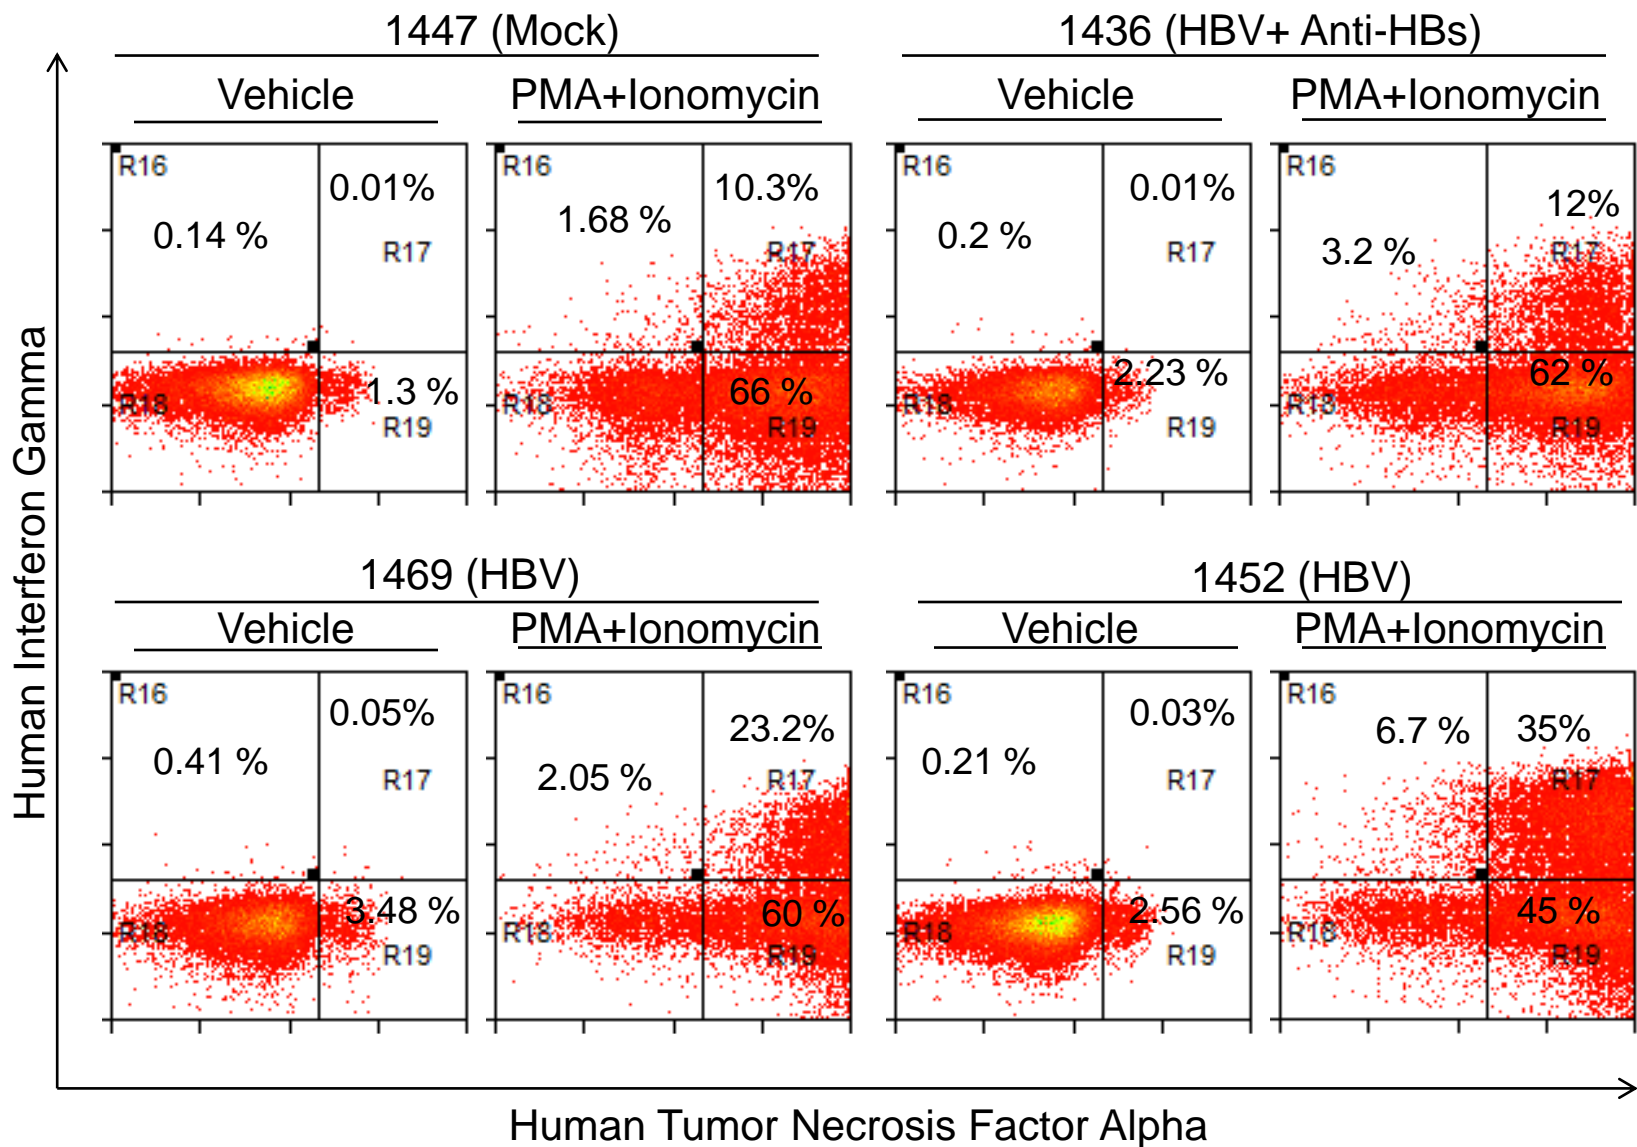 1447 (Mock)
1436 (HBV+ Anti-HBs)
Vehicle
PMA+Ionomycin
Vehicle
PMA+Ionomycin
R16
0.01%
0.14 %
R17
R18
1.3 %
R19
R16
10.3%
1.68 %
R17
R18
66 %
R19
R16
0.01%
0.2 %
R17
R18
2.23 %
R19
R16
12%
3.2 %
R17
R18
62 %
R19
1469 (HBV)
1452 (HBV)
Vehicle
PMA+Ionomycin
Vehicle
PMA+Ionomycin
R16
0.05%
0.41 %
R17
R18
3.48 %
R19
R16
23.2%
2.05 %
R17
R18
60 %
R19
R16
0.03%
0.21 %
R17
R18
2.56 %
R19
R16
6.7 %
35%
R17
R18
45 %
R19
Human Interferon Gamma
Human Tumor Necrosis Factor Alpha